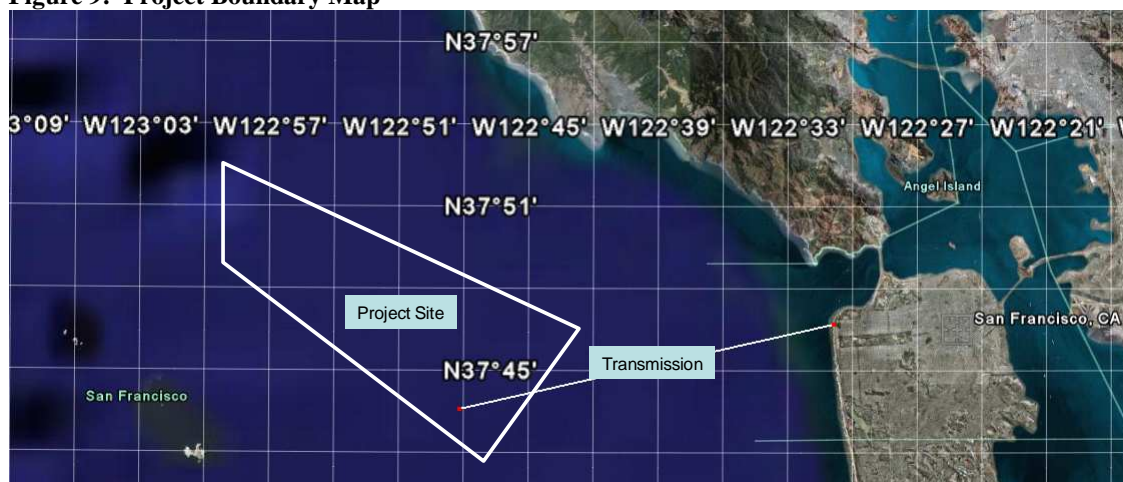 Figure 9: Project Boundary Map
N37°57'
3°09' W123°03' W122°57' W122°51' W122°45' W122°39' W122°33' W122°27' W122°21'
Angel Island
N37°51'
Project Site
San Francisco, CA
Transmission
N37°45'
San Francisco